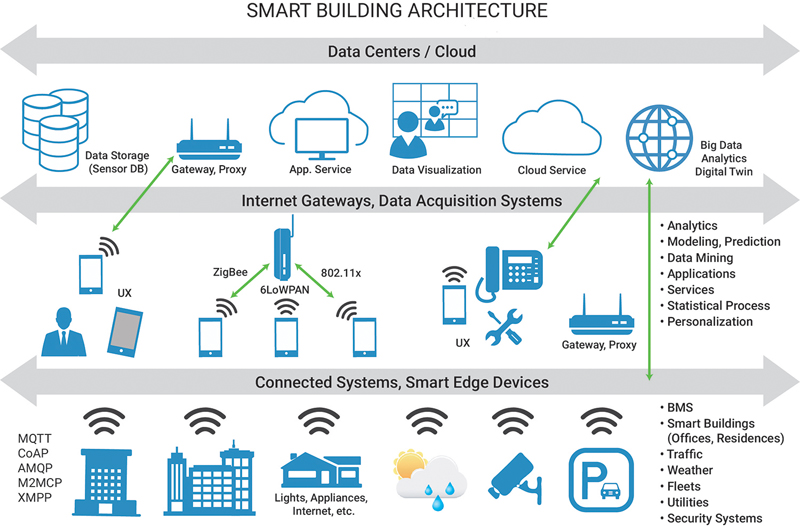 SMART BUILDING ARCHITECTURE
Data Centers / Cloud
Data Storage
(Sensor DB)
Gateway, Proxy
App. Service
Data Visualization
Cloud Service
Big Data
Analytics
Digital Twin
Internet Gateways, Data Acquisition Systems
UX
ZigBee
802.11x
6LoWPAN
UX
Gateway, Proxy
• Analytics
• Modeling, Prediction
• Data Mining
• Applications
• Services
• Statistical Process
• Personalization
Connected Systems, Smart Edge Devices
MQTT
CoAP
AMQP
M2MCP
XMPP
Lights, Appliances,
Internet, etc.
P
• BMS
• Smart Buildings
(Offices, Residences)
• Traffic
• Weather
• Fleets
• Utilities
• Security Systems